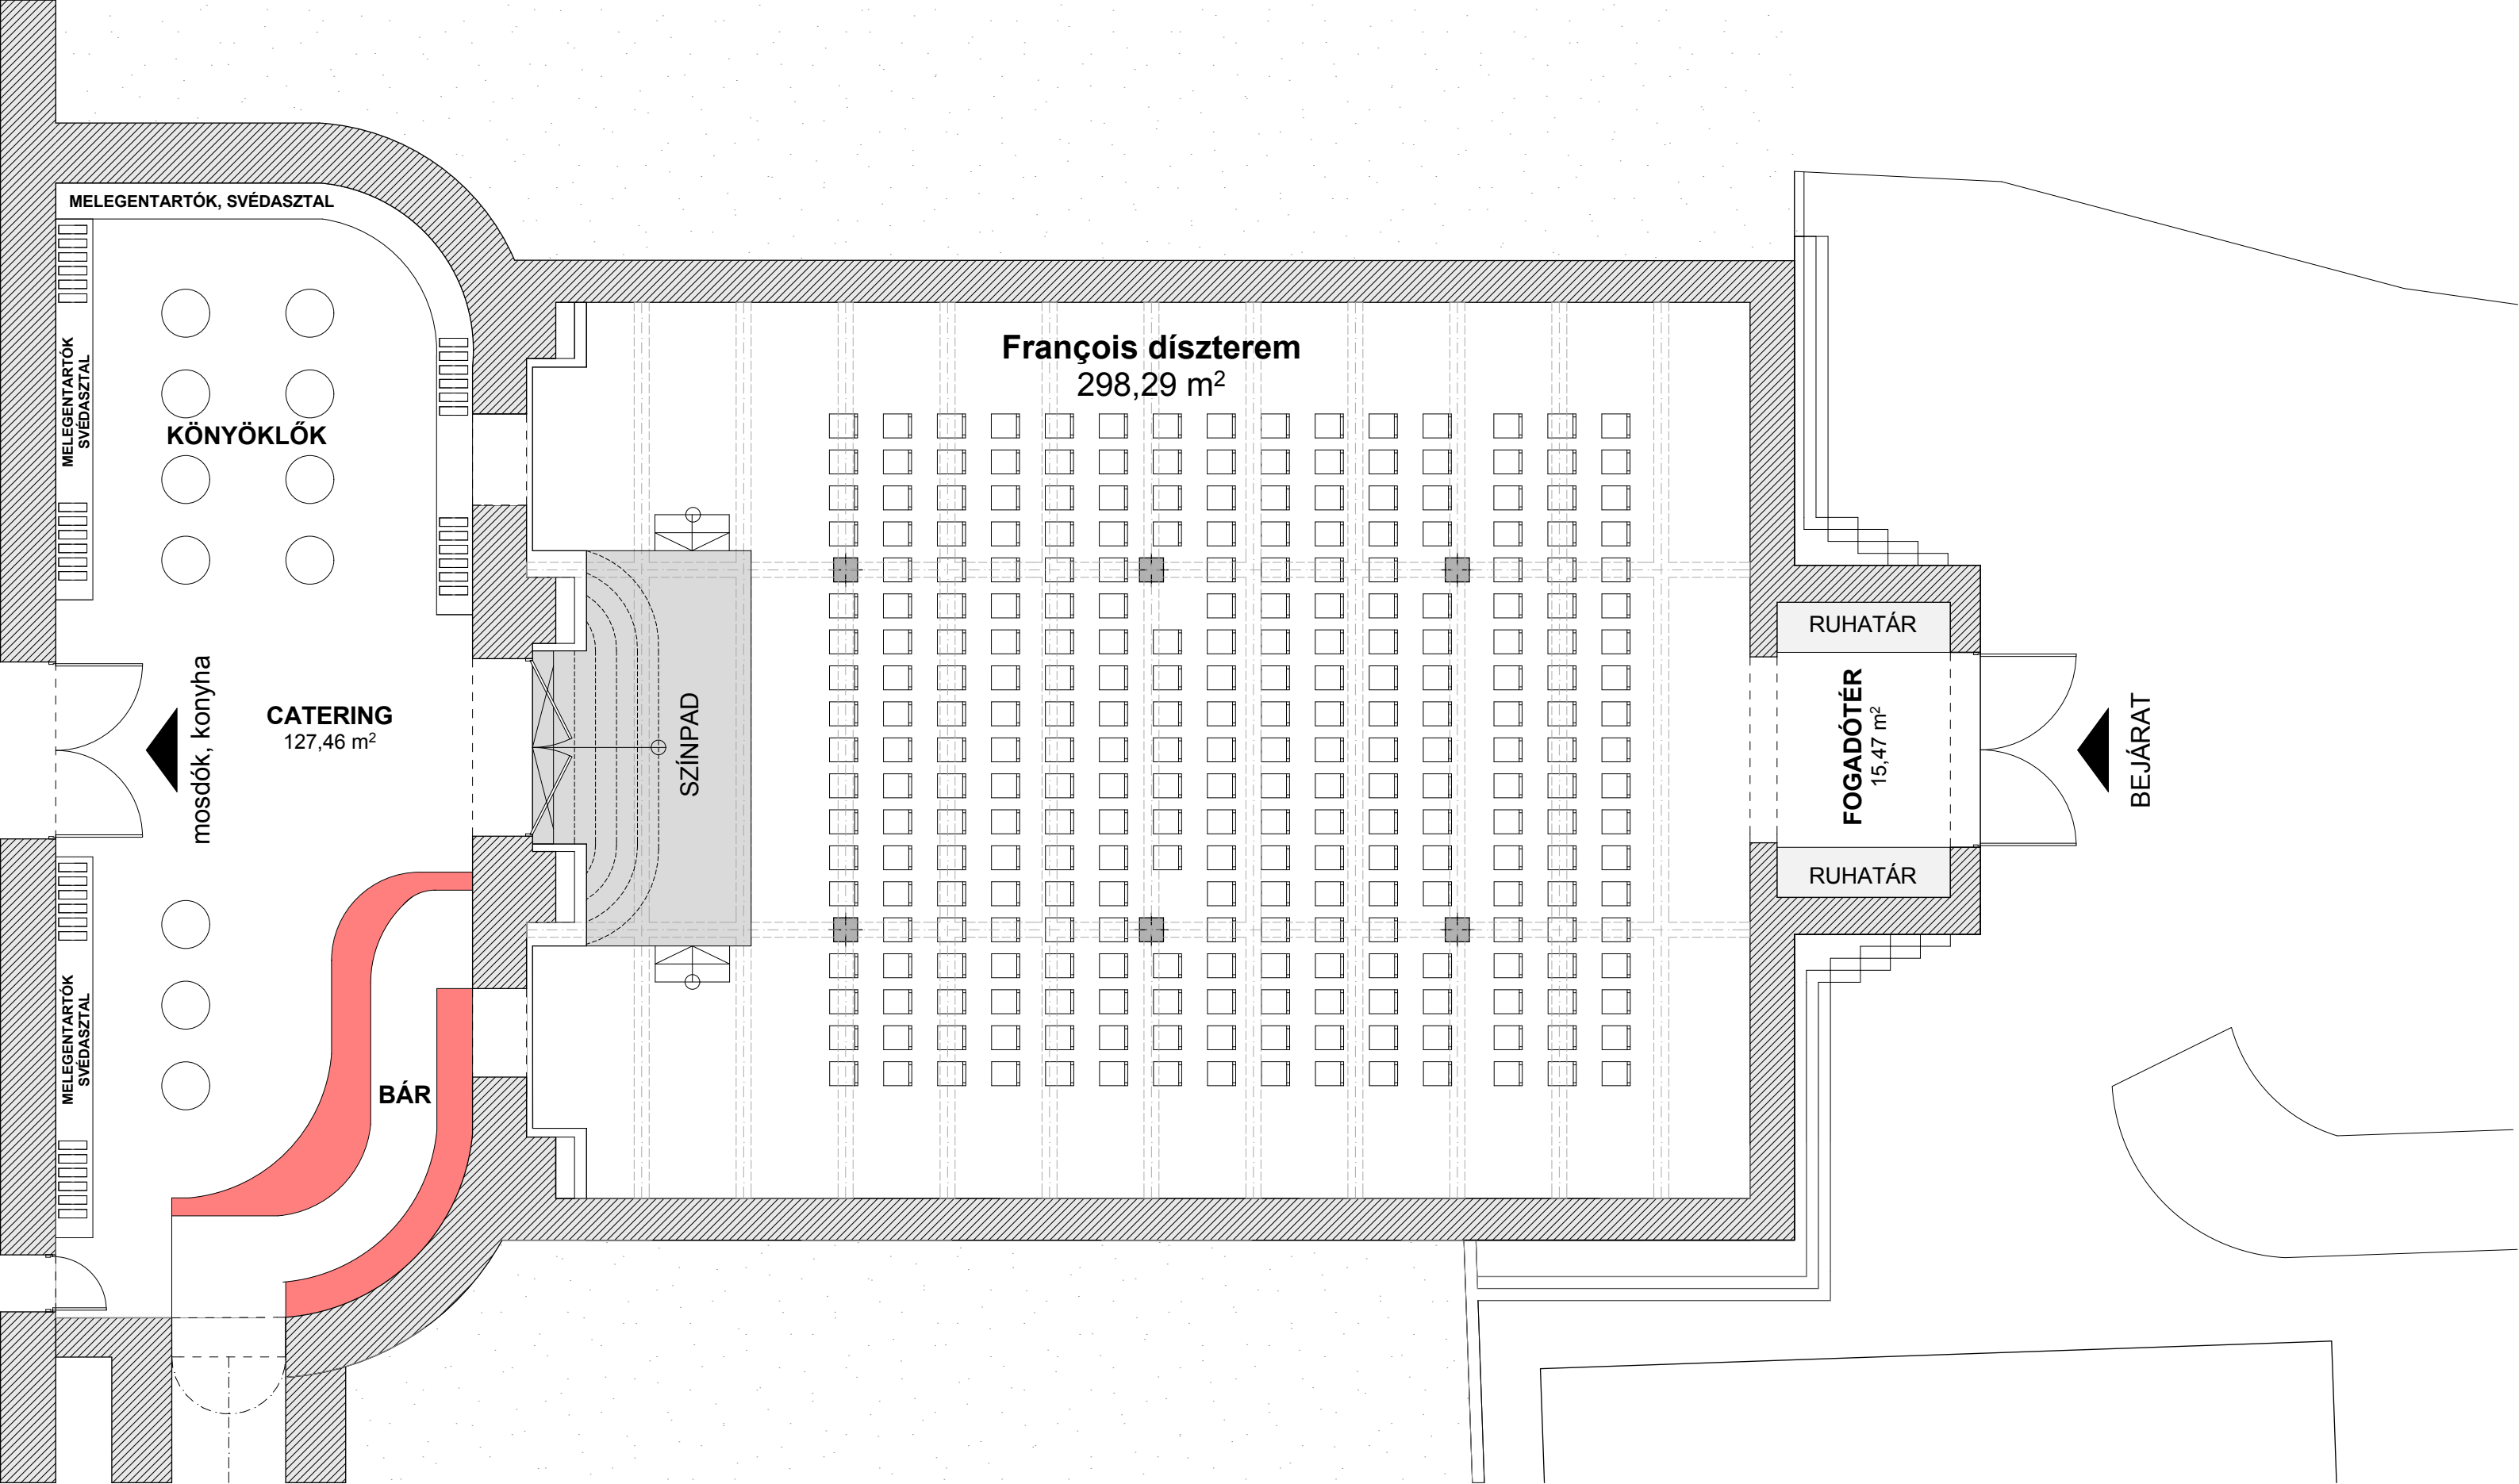 MELEGENTARTÓK, SVÉDASZTAL
MELEGENTARTÓK
SVÉDASZTAL
KÖNYÖKLŐK
François díszterem
298,29 m²
mosdók, konyha
CATERING
127,46 m²
SZÍNPAD
RUHATÁR
FOGADÓTÉR
15,47 m²
BEJÁRAT
RUHATÁR
MELEGENTARTÓK
SVÉDASZTAL
BÁR